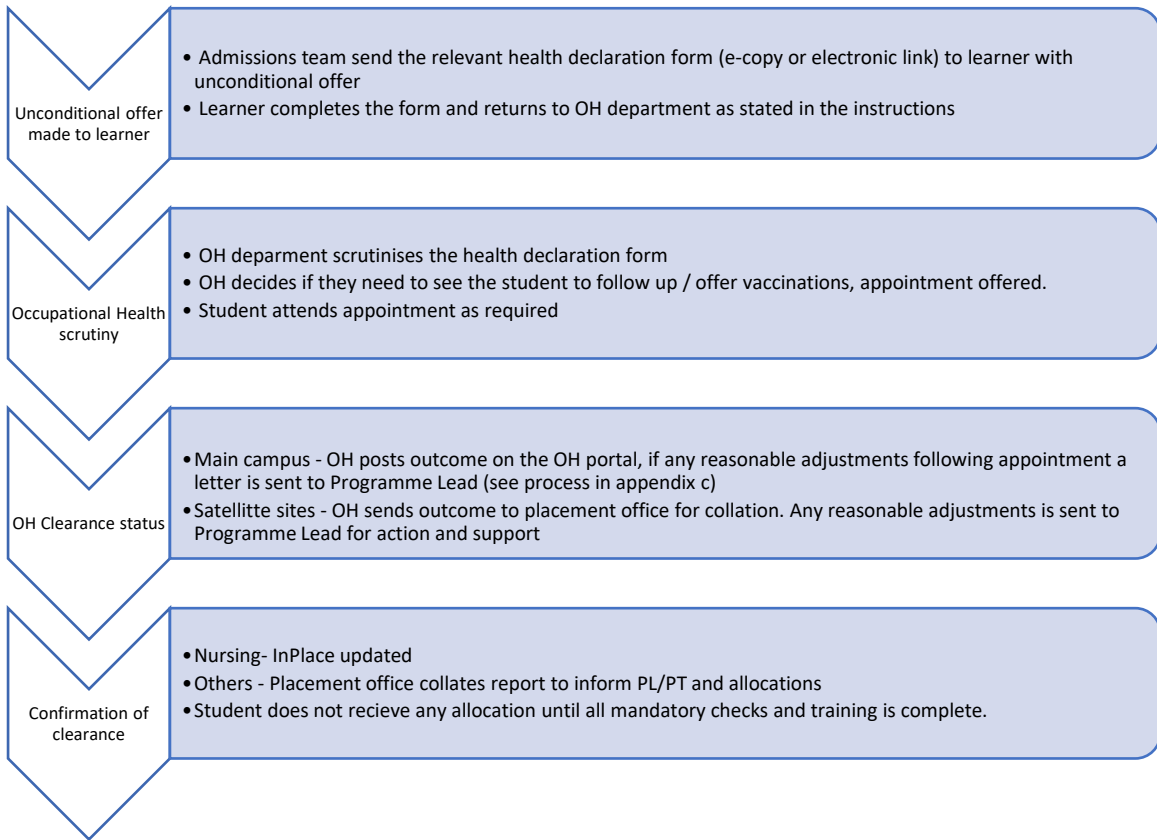 Unconditional offer
made to learner
• Admissions team send the relevant health declaration form (e-copy or electronic link) to learner with
unconditional offer
• Learner completes the form and returns to OH department as stated in the instructions
Occupational Health
scrutiny
• OH deparment scrutinises the health declaration form
• OH decides if they need to see the student to follow up / offer vaccinations, appointment offered.
• Student attends appointment as required
OH Clearance status
•Main campus - OH posts outcome on the OH portal, if any reasonable adjustments following appointment a
letter is sent to Programme Lead (see process in appendix c)
•Satellitte sites - OH sends outcome to placement office for collation. Any reasonable adjustments is sent to
Programme Lead for action and support
Confirmation of
clearance
•Nursing- InPlace updated
•Others - Placement office collates report to inform PL/PT and allocations
•Student does not recieve any allocation until all mandatory checks and training is complete.